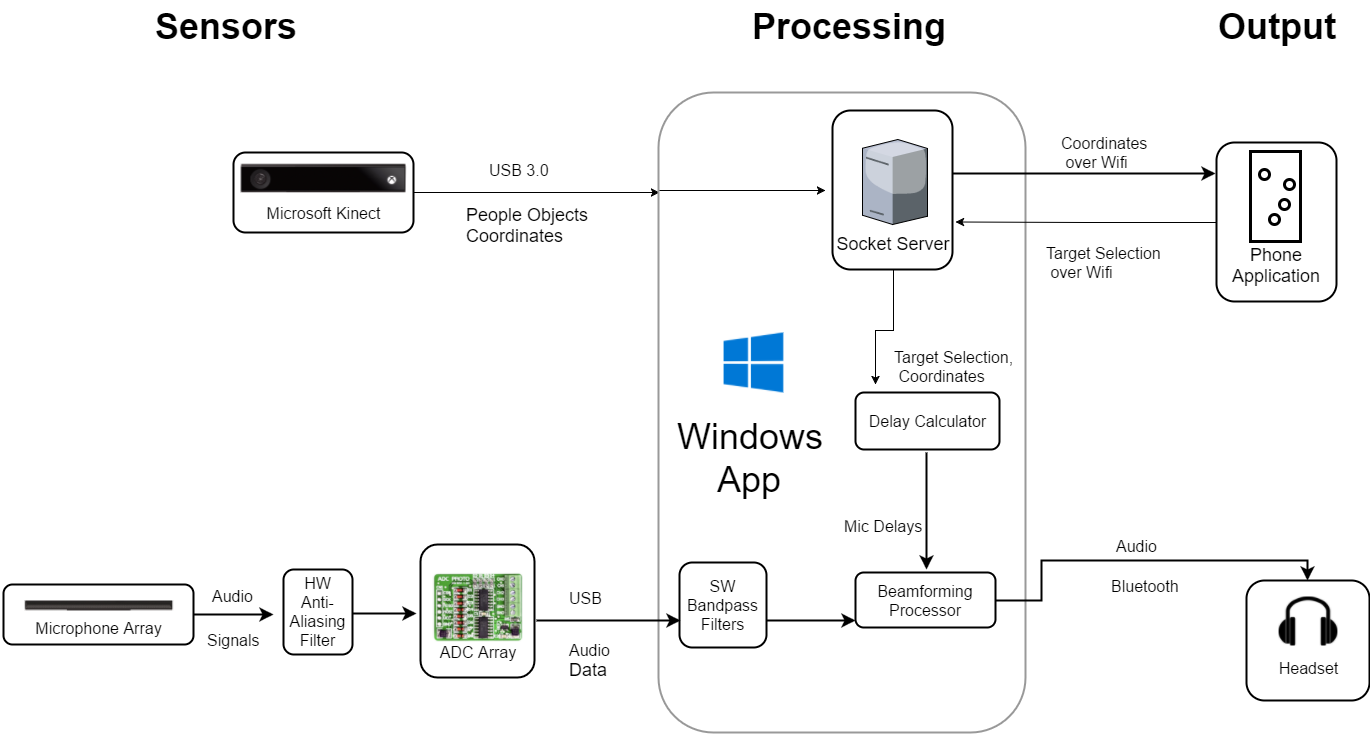 Sensors
Processing
Output
Microsoft Kinect
USB 3.0
People Objects
Coordinates
Socket Server
Coordinates
over Wifi
Target Selection
over Wifi
Phone
Application
Target Selection,
Coordinates
Windows
App
Delay Calculator
Mic Delays
Microphone Array
Audio
Signals
HW
Anti-
Aliasing
Filter
ADC PROTO
ADC Array
USB
Audio
Data
SW
Bandpass
Filters
Beamforming
Processor
Audio
Bluetooth
Headset